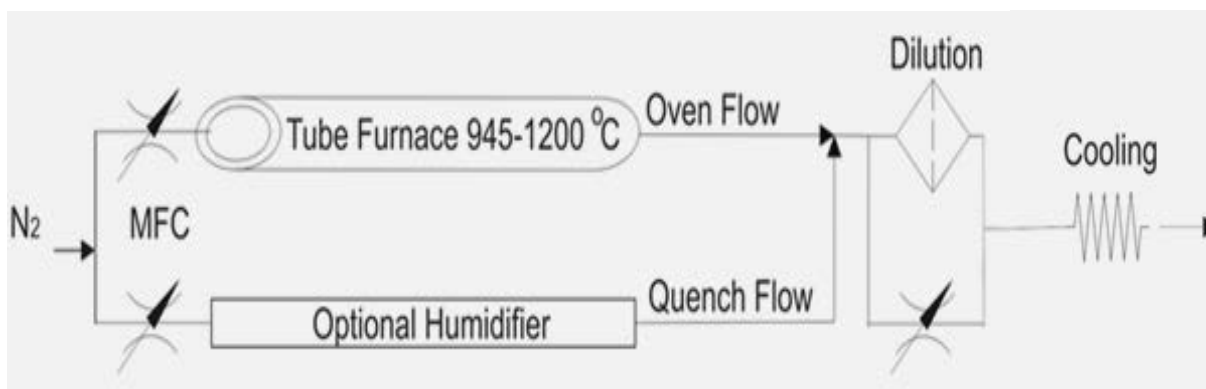 Dilution
Tube Furnace 945-1200 °C
Oven Flow
Cooling
N2
MFC
Optional Humidifier
Quench Flow